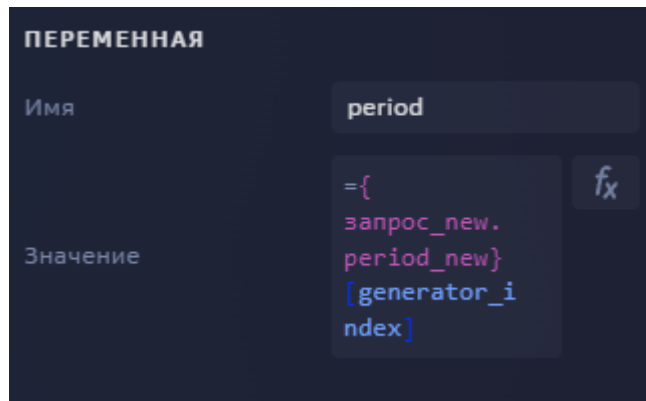 ПЕРЕМЕННАЯ
Имя
period
={
запрос_new.
period_new}
[generator_i
ndex]
fx
Значение